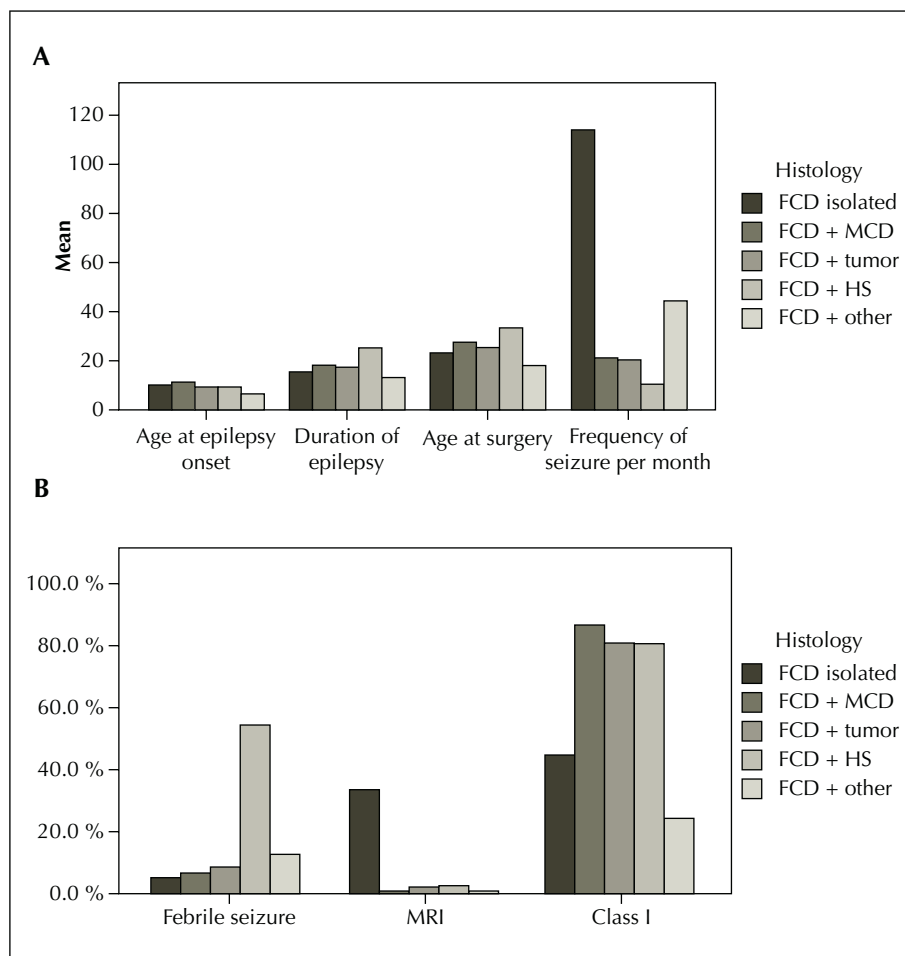 A
120
100
80
60
40
20
0
Mean
Age at epilepsy
onset
Duration of
epilepsy
Age at surgery
Frequency of
seizure per month
Histology
FCD isolated
FCD + MCD
FCD + tumor
FCD + HS
FCD + other
B
100.0 %
80.0 %
60.0 %
40.0 %
20.0 %
0.0 %
Febrile seizure
MRI
Class I
Histology
FCD isolated
FCD + MCD
FCD + tumor
FCD + HS
FCD + other